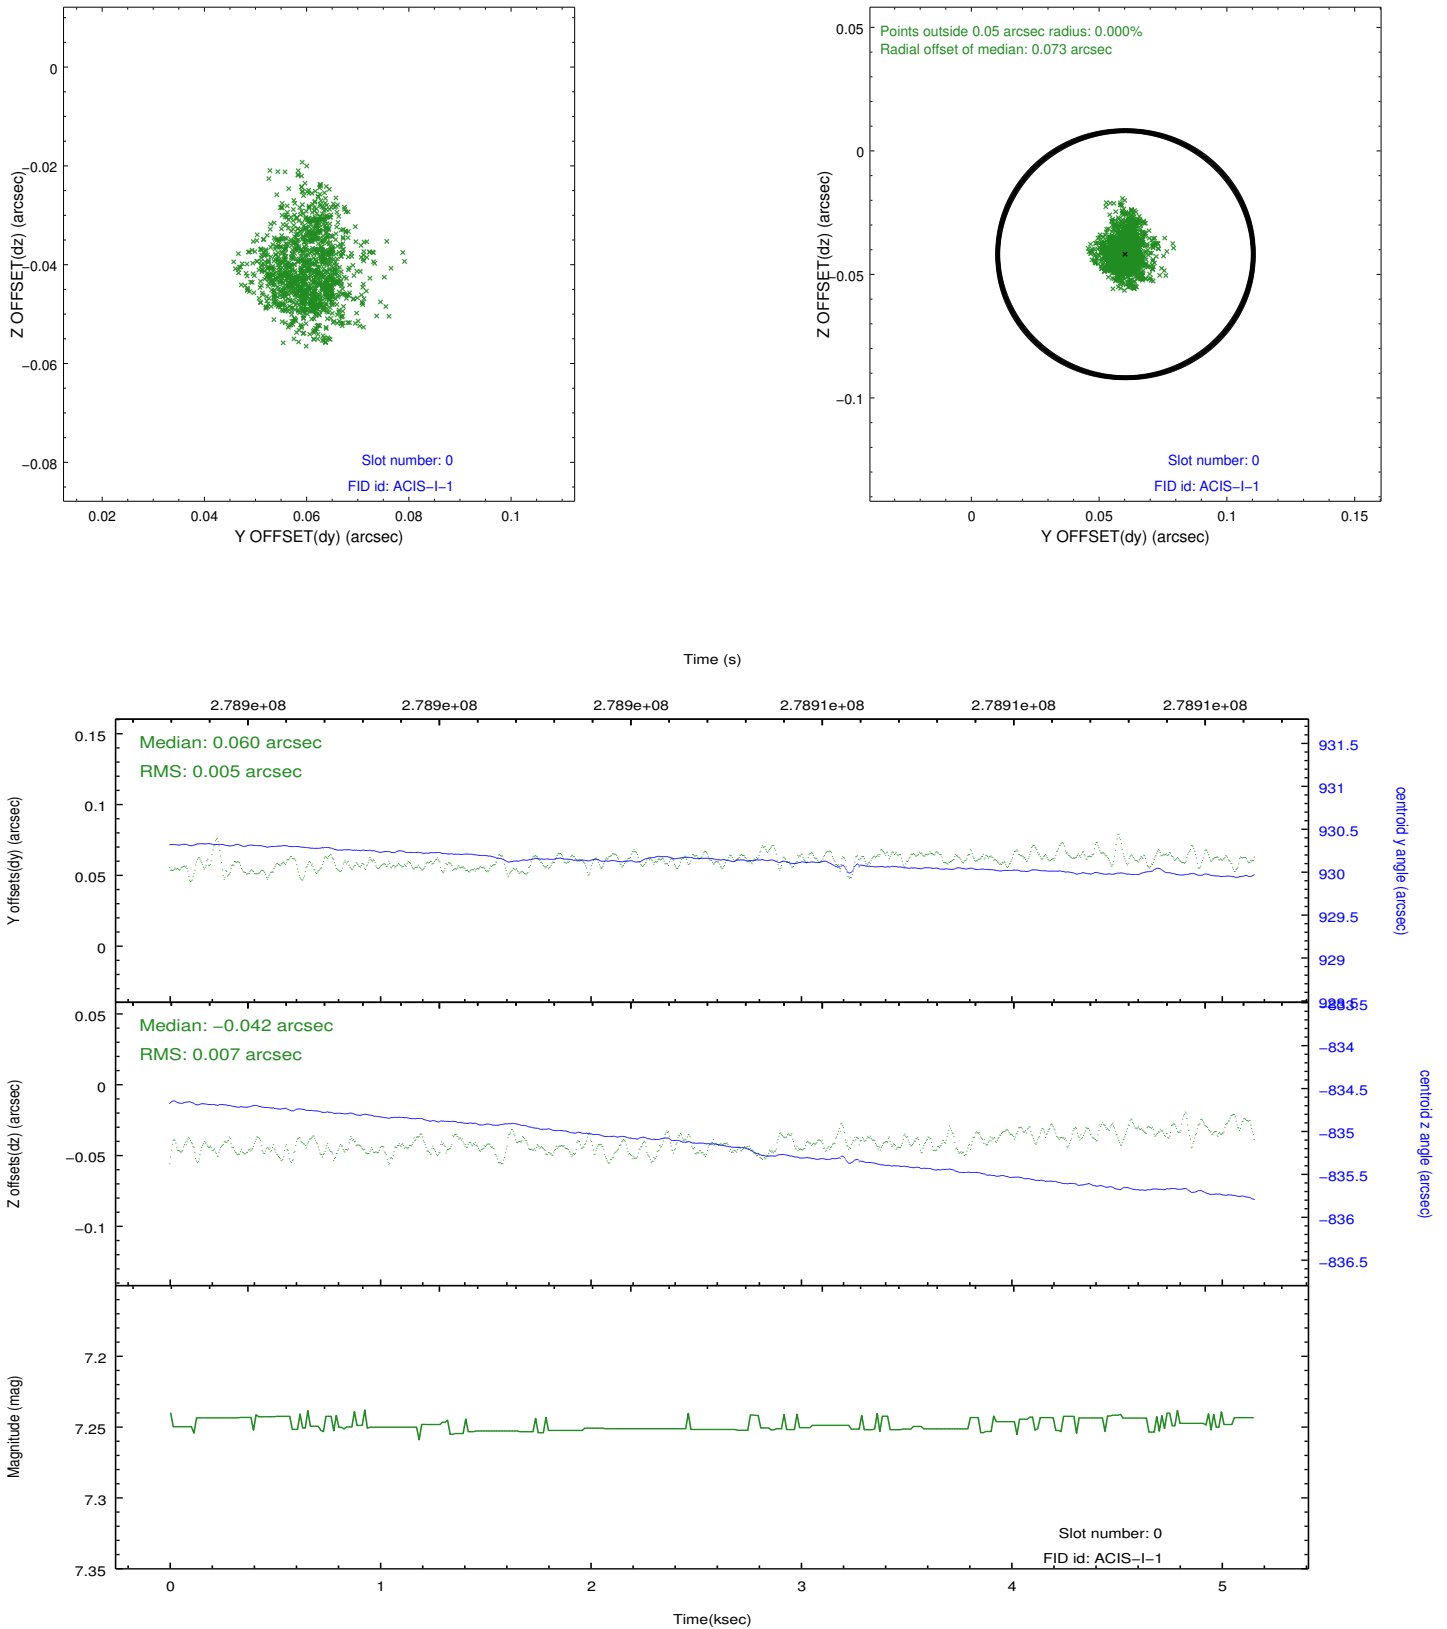 Points outside 0.05 arcsec radius: 0.000%
Radial offset of median: 0.073 arcsec
0
−0.02
−0.04
−0.06
−0.08
Z OFFSET(dz) (arcsec)
Slot number: 0
FID id: ACIS−I−1
0.02 0.04 0.06 0.08 0.1
Y OFFSET(dy) (arcsec)
0.05
0
−0.05
−0.1
Z OFFSET(dz) (arcsec)
Slot number: 0
FID id: ACIS−I−1
0 0.05 0.1 0.15
Y OFFSET(dy) (arcsec)
Time (s)
2.789e+08 2.789e+08 2.789e+08 2.7891e+08 2.7891e+08 2.7891e+08
Median: 0.060 arcsec
RMS: 0.005 arcsec
0.15
0.1
0.05
0
Y offsets(dy) (arcsec)
931.5
931
930.5
930
929.5
929
928.5
centroid y angle (arcsec)
Median: −0.042 arcsec
RMS: 0.007 arcsec
0.05
0
−0.05
−0.1
Z offsets(dz) (arcsec)
−833.5
−834
−834.5
−835
−835.5
−836
−836.5
centroid z angle (arcsec)
7.2
7.25
7.3
7.35
Magnitude (mag)
Slot number: 0
FID id: ACIS−I−1
0 1 2 3 4 5
Time(ksec)